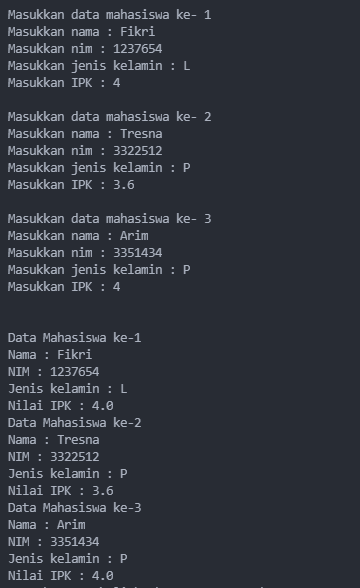 Masukkan data mahasiswa ke- 1
Masukkan nama : Fikri
Masukkan nim : 1237654
Masukkan jenis kelamin : L
Masukkan IPK : 4
Masukkan data mahasiswa ke- 2
Masukkan nama : Tresna
Masukkan nim : 3322512
Masukkan jenis kelamin : P
Masukkan IPK : 3.6
Masukkan data mahasiswa ke- 3
Masukkan nama : Arim
Masukkan nim : 3351434
Masukkan jenis kelamin : P
Masukkan IPK : 4
Data Mahasiswa ke-1
Nama : Fikri
NIM : 1237654
Jenis kelamin : L
Nilai IPK : 4.0
Data Mahasiswa ke-2
Nama : Tresna
NIM : 3322512
Jenis kelamin : P
Nilai IPK : 3.6
Data Mahasiswa ke-3
Nama : Arim
NIM : 3351434
Jenis kelamin : P
Nilai IPK : 4.0